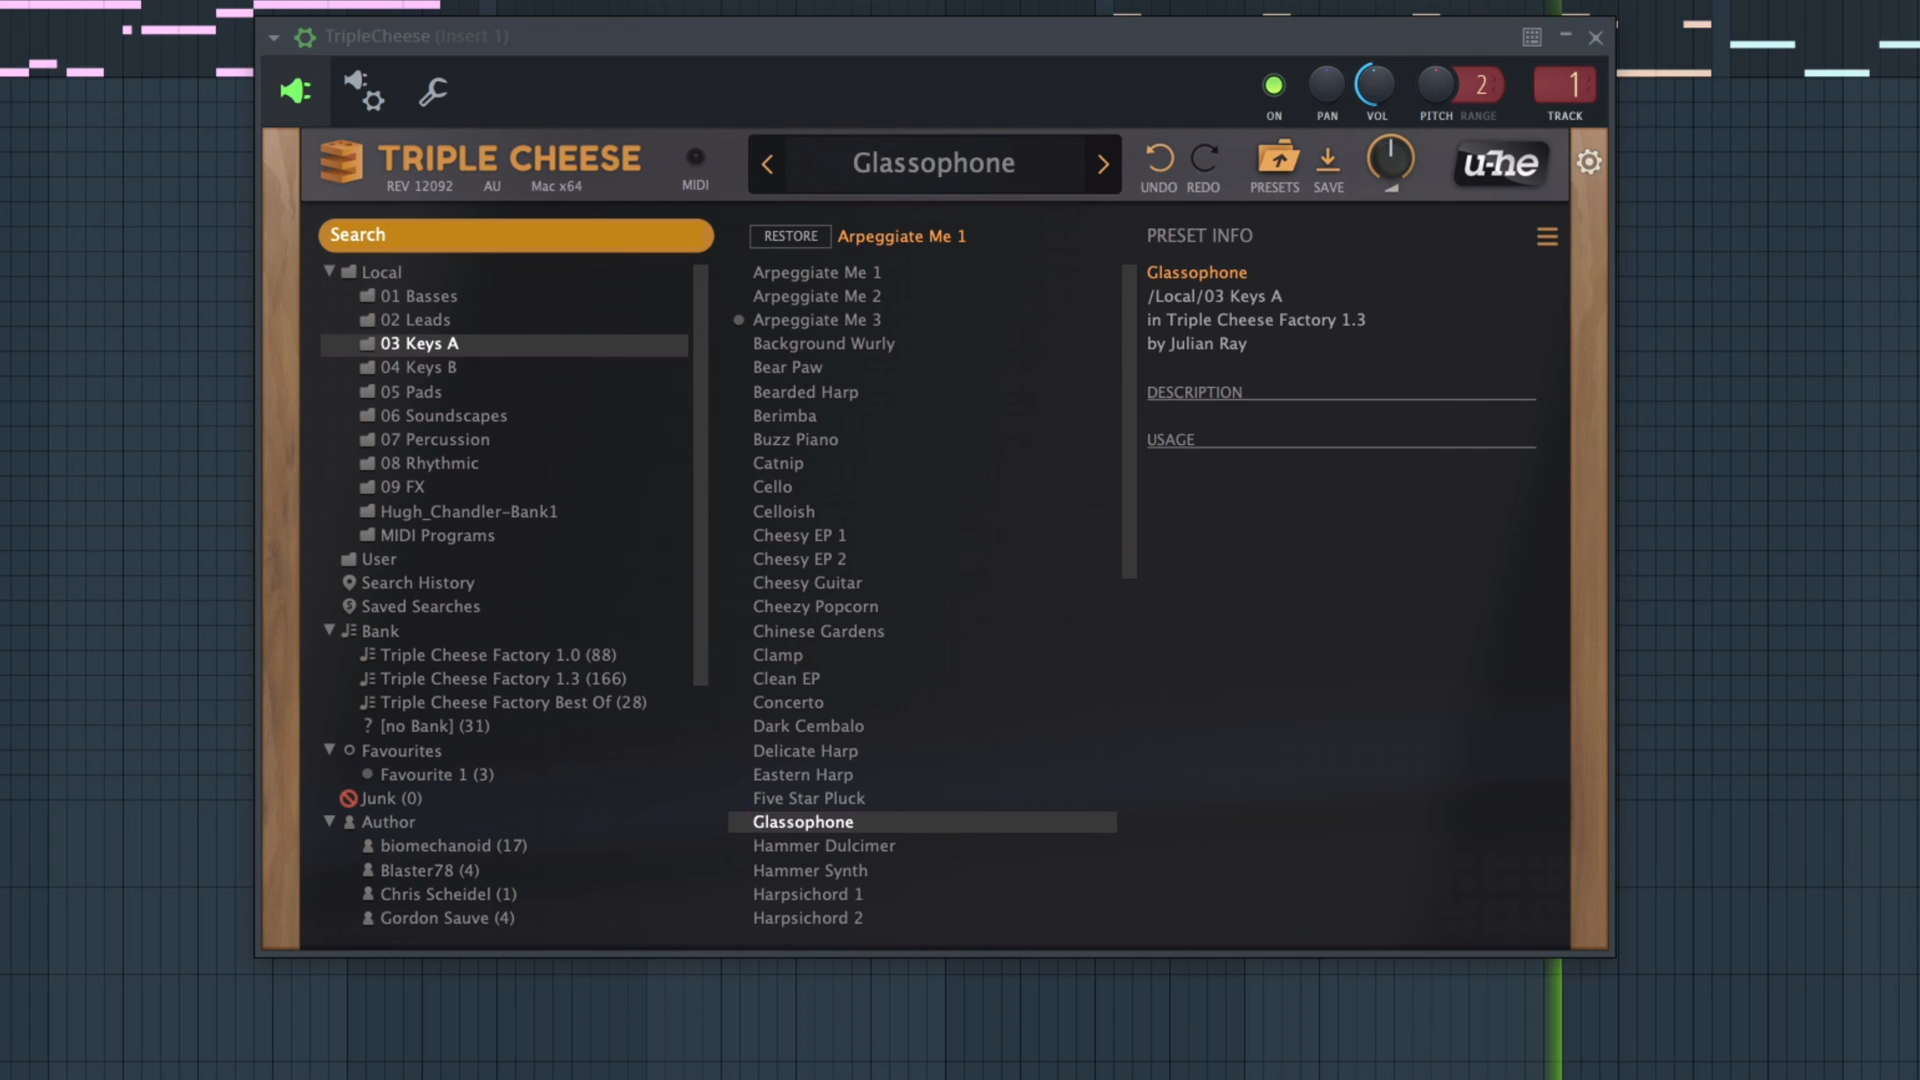 TripleCheese (Insert 1)
ON
PAN
VOL
PITCH
RANGE
2
1
TRACK
TRIPLE CHEESE
REV 12092 AU Mac x64
MIDI
Glassophone
UNDO
REDO
PRESETS
SAVE
u-he
Search
Local
01 Basses
02 Leads
03 Keys A
04 Keys B
05 Pads
06 Soundscapes
07 Percussion
08 Rhythmic
09 FX
Hugh_Chandler-Bank1
MIDI Programs
User
Search History
Saved Searches
Bank
Triple Cheese Factory 1.0 (88)
Triple Cheese Factory 1.3 (166)
Triple Cheese Factory Best Of (28)
? [no Bank] (31)
Favourites
Favourite 1 (3)
Junk (0)
Author
biomechanoid (17)
Blaster78 (4)
Chris Scheidel (1)
Gordon Sauve (4)
RESTORE
Arpeggiate Me 1
Arpeggiate Me 1
Arpeggiate Me 2
Arpeggiate Me 3
Background Wurly
Bear Paw
Bearded Harp
Berimba
Buzz Piano
Catnip
Cello
Celloish
Cheesy EP 1
Cheesy EP 2
Cheesy Guitar
Cheezy Popcorn
Chinese Gardens
Clamp
Clean EP
Concerto
Dark Cembalo
Delicate Harp
Eastern Harp
Five Star Pluck
Glassophone
Hammer Dulcimer
Hammer Synth
Harpsichord 1
Harpsichord 2
PRESET INFO
Glassophone
/Local/03 Keys A
in Triple Cheese Factory 1.3
by Julian Ray
DESCRIPTION
USAGE